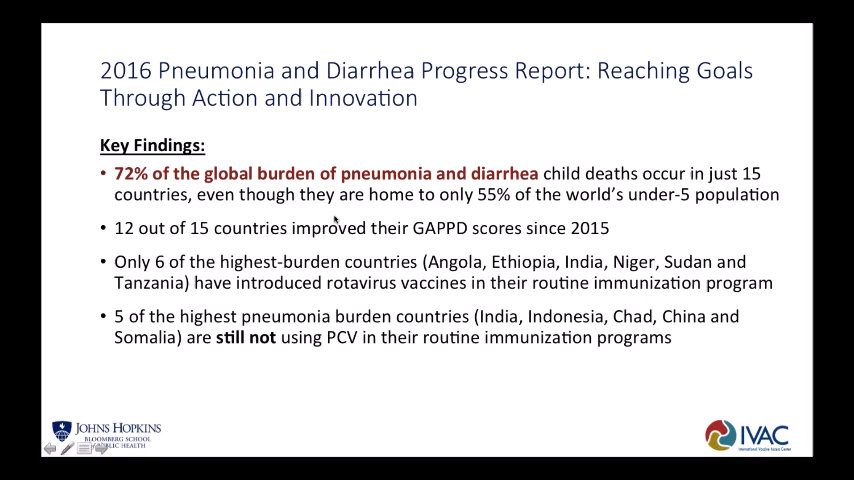 2016 Pneumonia and Diarrhea Progress Report: Reaching Goals
Through Action and Innovation
Key Findings:
• 72% of the global burden of pneumonia and diarrhea child deaths occur in just 15
countries, even though they are home to only 55% of the world's under-5 population
• 12 out of 15 countries improved their GAPPD scores since 2015
• Only 6 of the highest-burden countries (Angola, Ethiopia, India, Niger, Sudan and
Tanzania) have introduced rotavirus vaccines in their routine immunization program
• 5 of the highest pneumonia burden countries (India, Indonesia, Chad, China and
Somalia) are still not using PCV in their routine immunization programs
JOHNS HOPKINS
BLOOMBERG SCHOOL
HEALTH
IVAC
International Vaccine Access Center